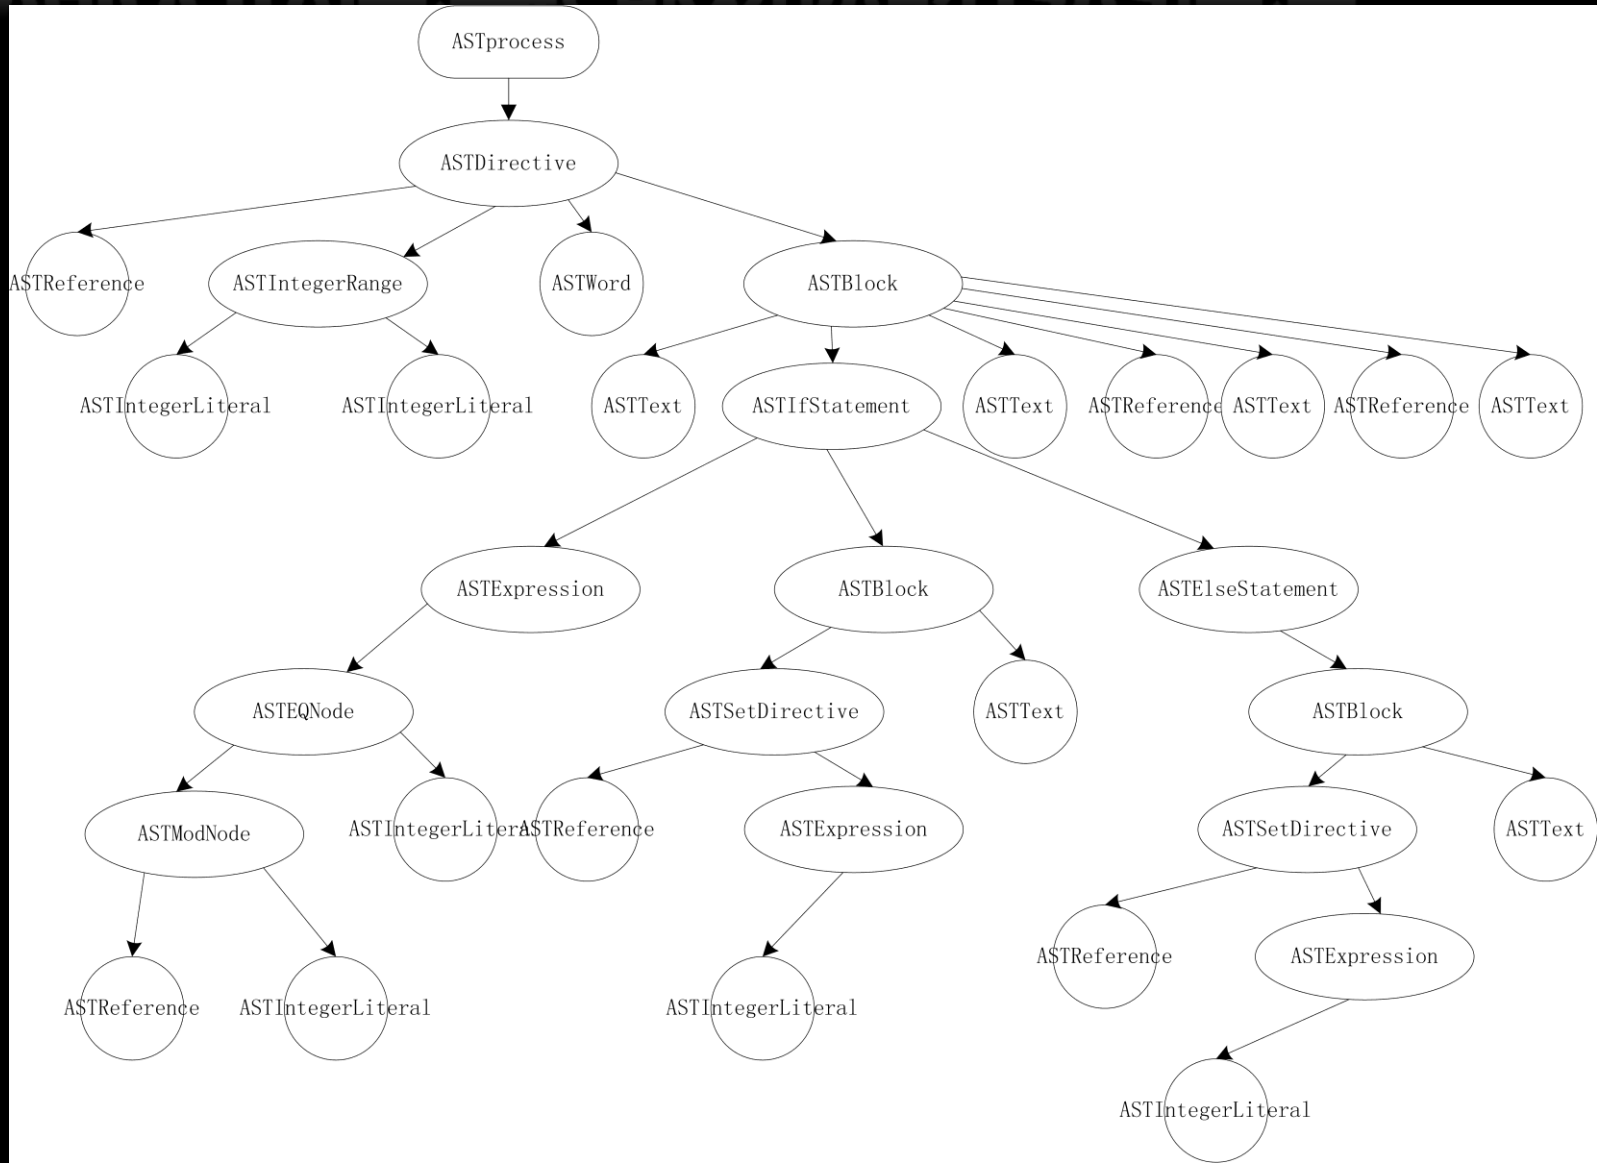 ASTprocess
ASTDirective
ASTReference
ASTIntegerRange
ASTWord
ASTBlock
ASTIntegerLiteral
ASTIntegerLiteral
ASTText
ASTIfStatement
ASTText
ASTReference
ASTText
ASTReference
ASTText
ASTExpression
ASTBlock
ASTElseStatement
ASTEQNode
ASTSetDirective
ASTText
ASTBlock
ASTModNode
ASTIntegerLiteral
ASTReference
ASTExpression
ASTSetDirective
ASTText
ASTReference
ASTIntegerLiteral
ASTIntegerLiteral
ASTReference
ASTExpression
ASTIntegerLiteral